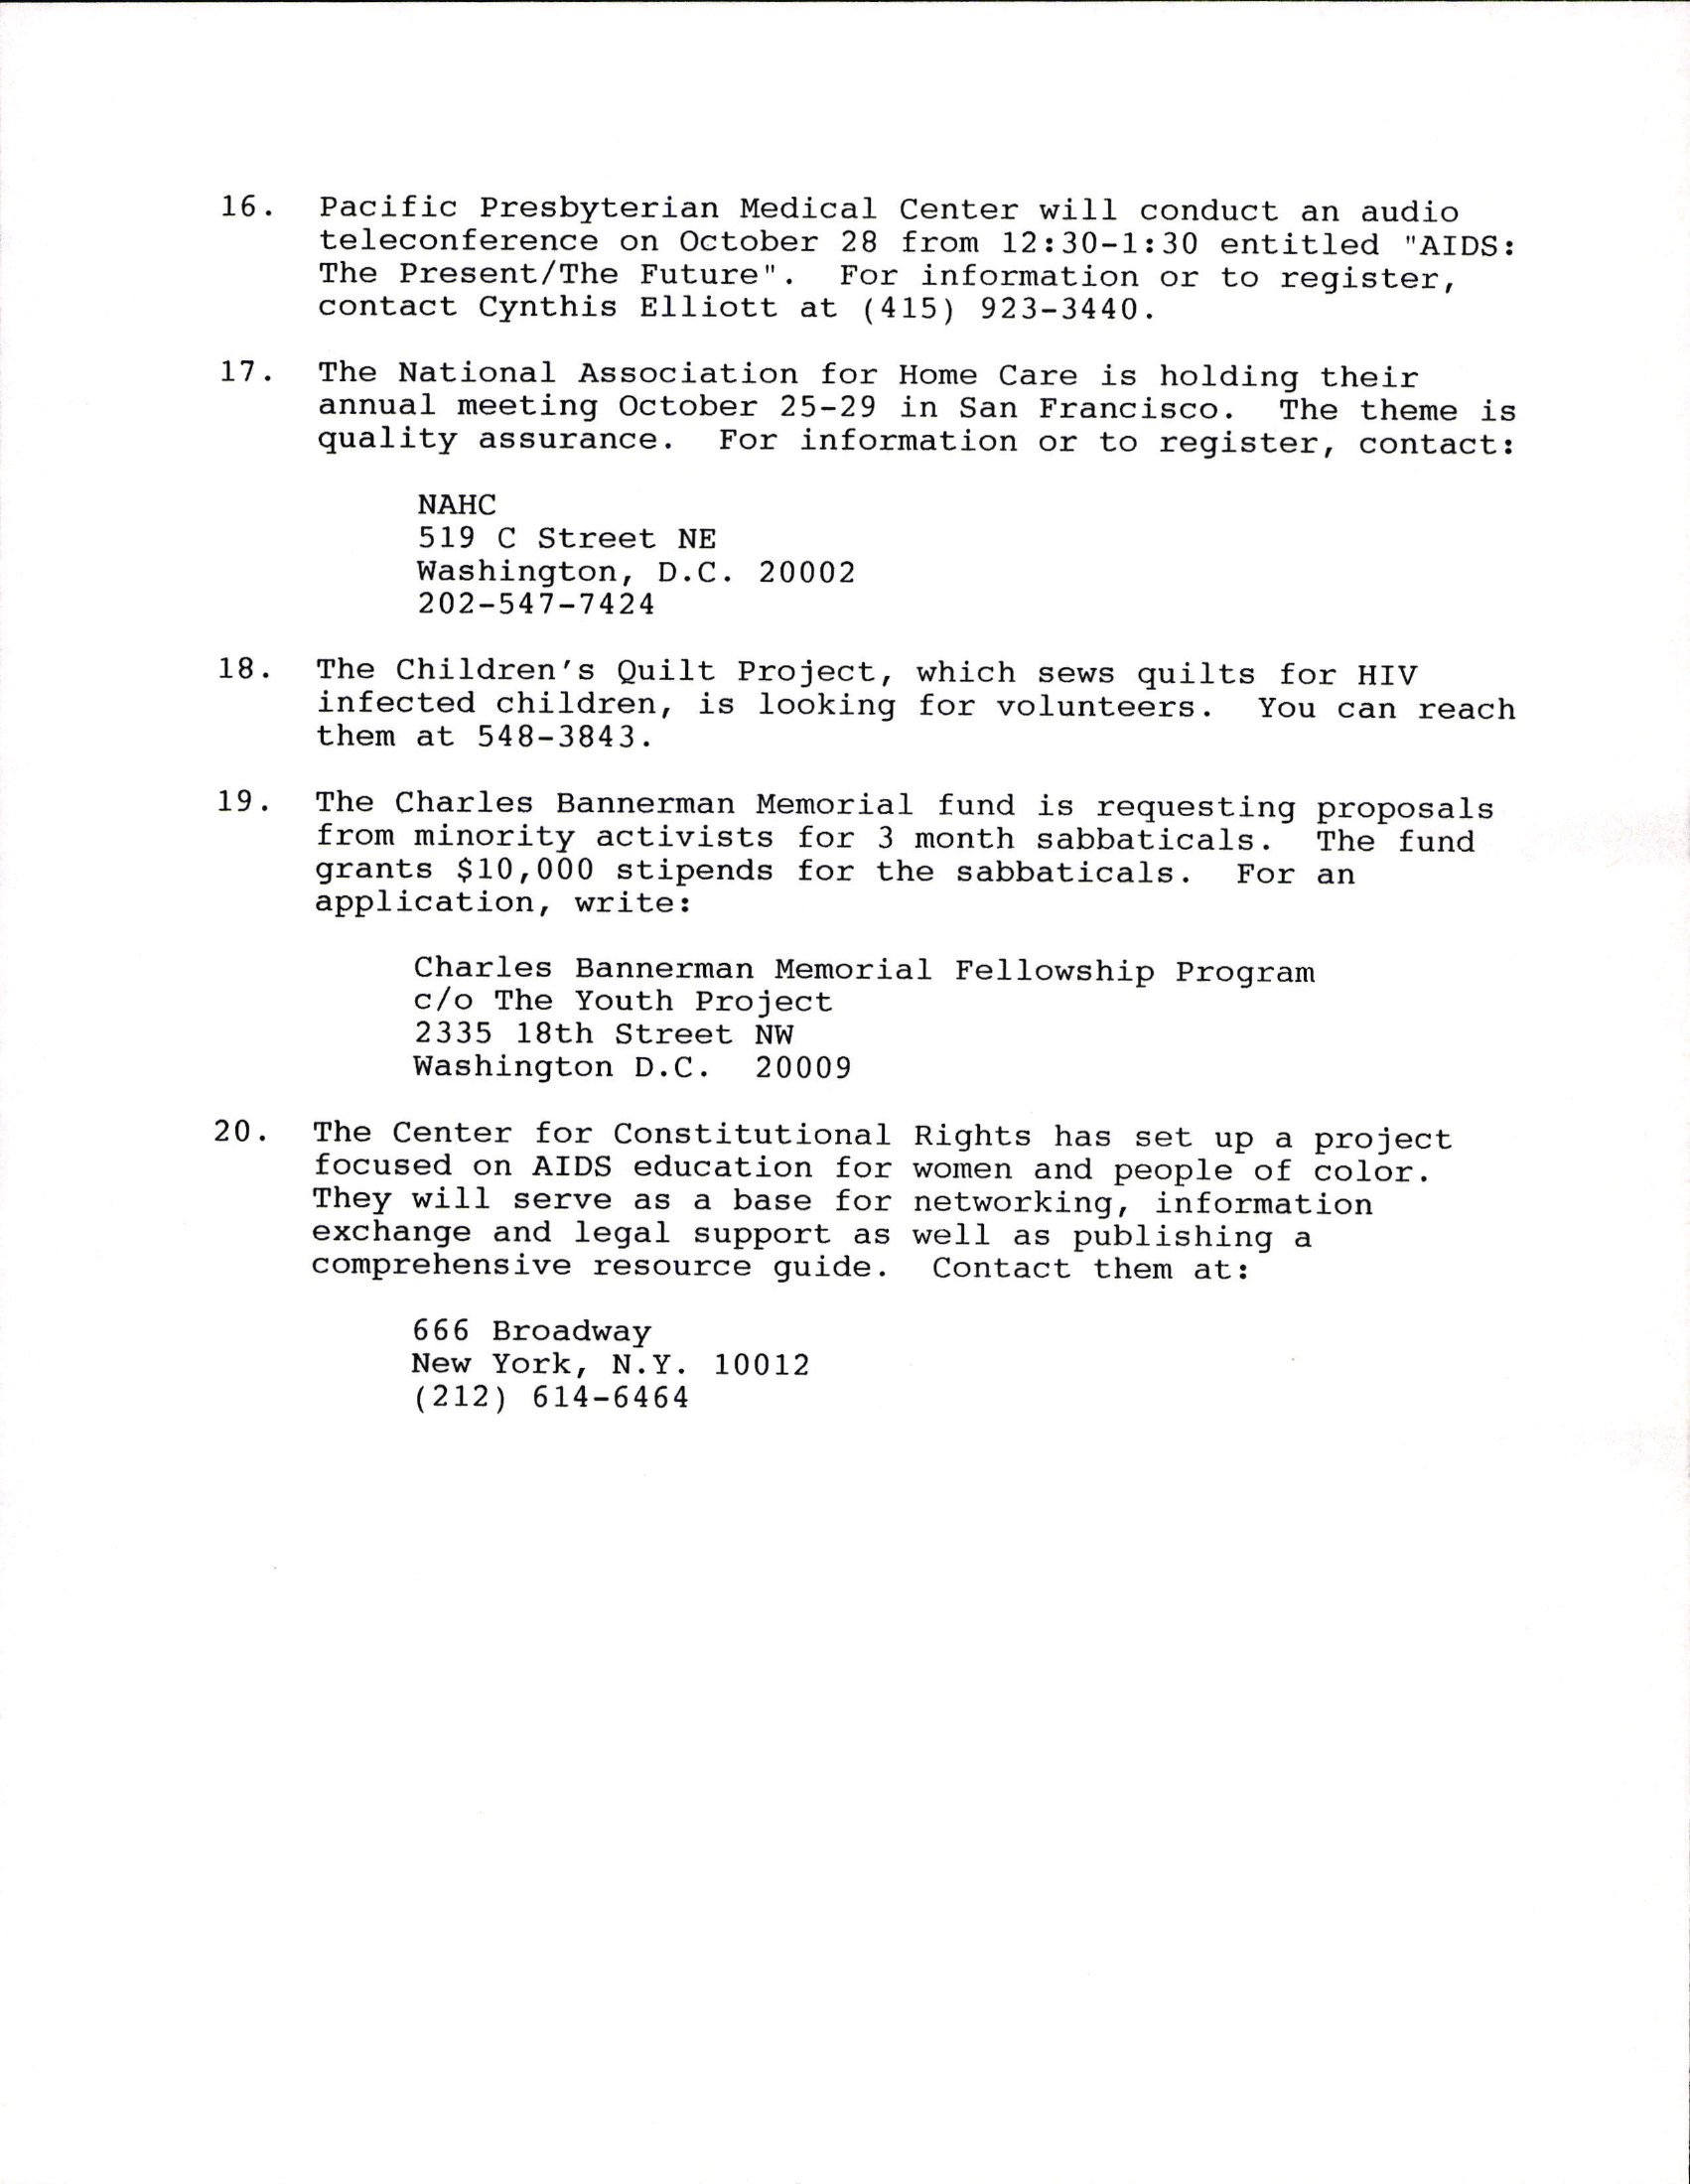 16. Pacific Presbyterian Medical Center will conduct an audio
teleconference on October 28 from 12:30-1:30 entitled "AIDS:
The Present/The Future". For information or to register,
contact Cynthis Elliott at (415) 923-3440.
17. The National Association for Home Care is holding their
annual meeting October 25-29 in San Francisco. The theme is
quality assurance. For information or to register, contact:
NAHC
519 C Street NE
Washington, D.C. 20002
202-547-7424
18. The Children's Quilt Project, which sews quilts for HIV
infected children, is looking for volunteers. You can reach
them at 548-3843.
19. The Charles Bannerman Memorial fund is requesting proposals
from minority activists for 3 month sabbaticals. The fund
grants $10,000 stipends for the sabbaticals. For an
application, write:
Charles Bannerman Memorial Fellowship Program
c/o The Youth Project
2335 18th Street NW
Washington D.C. 20009
20. The Center for Constitutional Rights has set up a project
focused on AIDS education for women and people of color.
They will serve as a base for networking, information
exchange and legal support as well as publishing a
comprehensive resource guide. Contact them at:
666 Broadway
New York, N.Y. 10012
(212) 614-6464